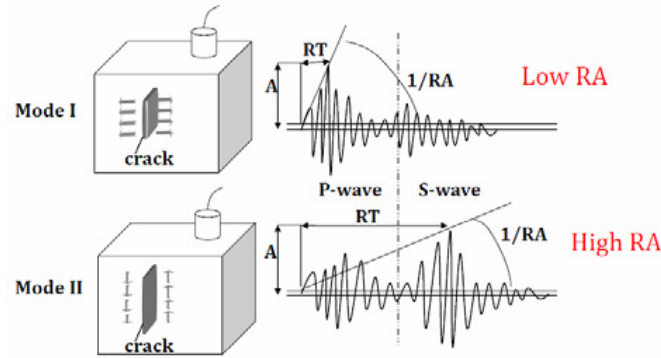 RT
A
1/RA
Low RA
Mode I
crack
P-wave
S-wave
RT
A
1/RA
High RA
Mode II
crack